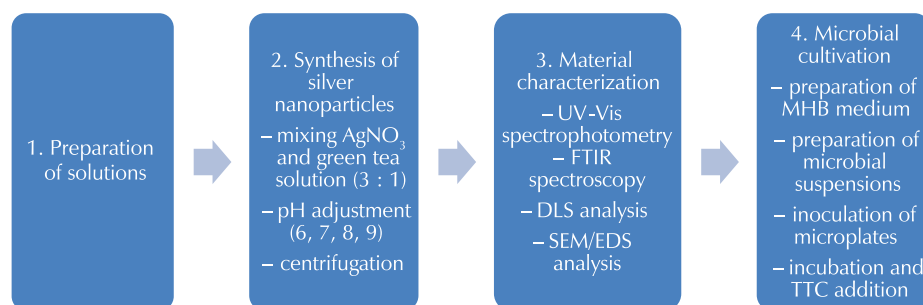 1. Preparation
of solutions
2. Synthesis of
silver
nanoparticles
– mixing AgNO₃
and green tea
solution (3 : 1)
– pH adjustment
(6, 7, 8, 9)
– centrifugation
3. Material
characterization
– UV-Vis
spectrophotometry
– FTIR
spectroscopy
– DLS analysis
– SEM/EDS
analysis
4. Microbial
cultivation
– preparation of
MHB medium
– preparation of
microbial
suspensions
– inoculation of
microplates
– incubation and
TTC addition